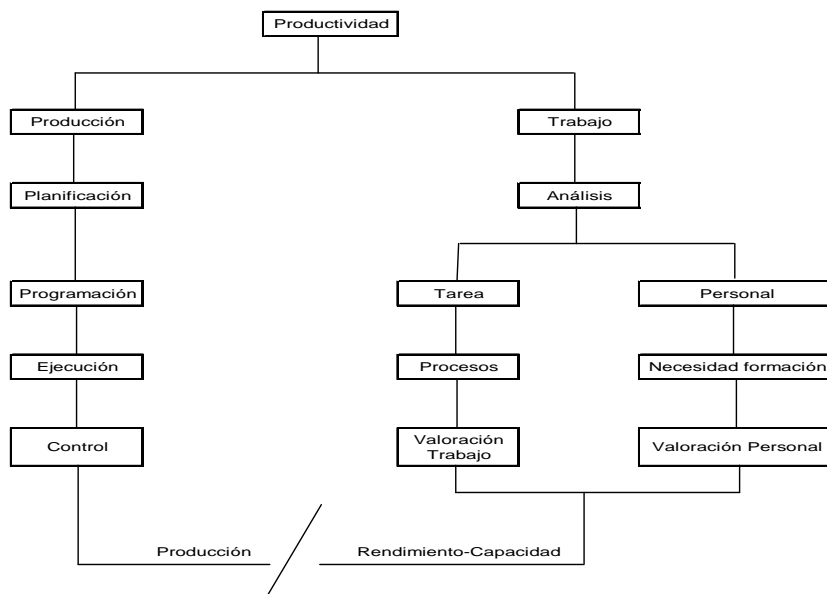 Productividad
Producción
Trabajo
Planificación
Análisis
Programación
Tarea
Personal
Ejecución
Procesos
Necesidad formación
Control
Valoración
Trabajo
Valoración Personal
Producción
Rendimiento-Capacidad